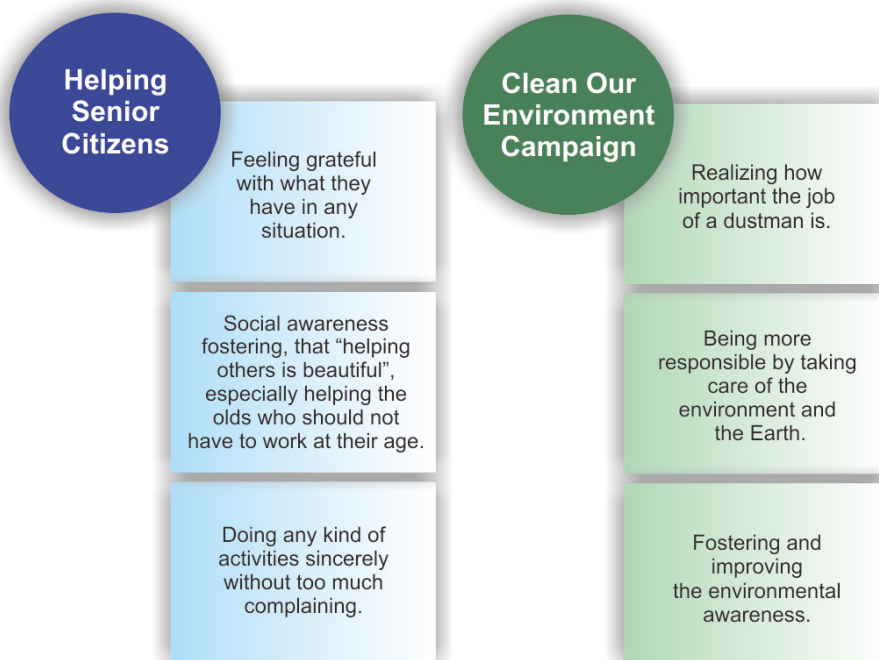 Helping
Senior
Citizens
Feeling grateful
with what they
have in any
situation.
Social awareness
fostering, that “helping
others is beautiful”,
especially helping the
olds who should not
have to work at their age.
Doing any kind of
activities sincerely
without too much
complaining.
Clean Our
Environment
Campaign
Realizing how
important the job
of a dustman is.
Being more
responsible by taking
care of the
environment and
the Earth.
Fostering and
improving
the environmental
awareness.